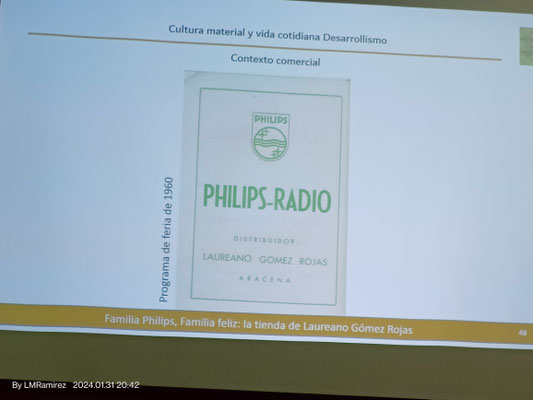 Cultura material y vida cotidiana Desarrollismo
Contexto comercial
Programa de feria de 1960
PHILIPS
PHILIPS-RADIO
DISTRIBUIDOR:
LAUREANO GOMEZ ROJAS
ARACENA
Familia Philips, Familia feliz: la tienda de Laureano Gómez Rojas
48
By LMRamirez 2024.01.31 20:42